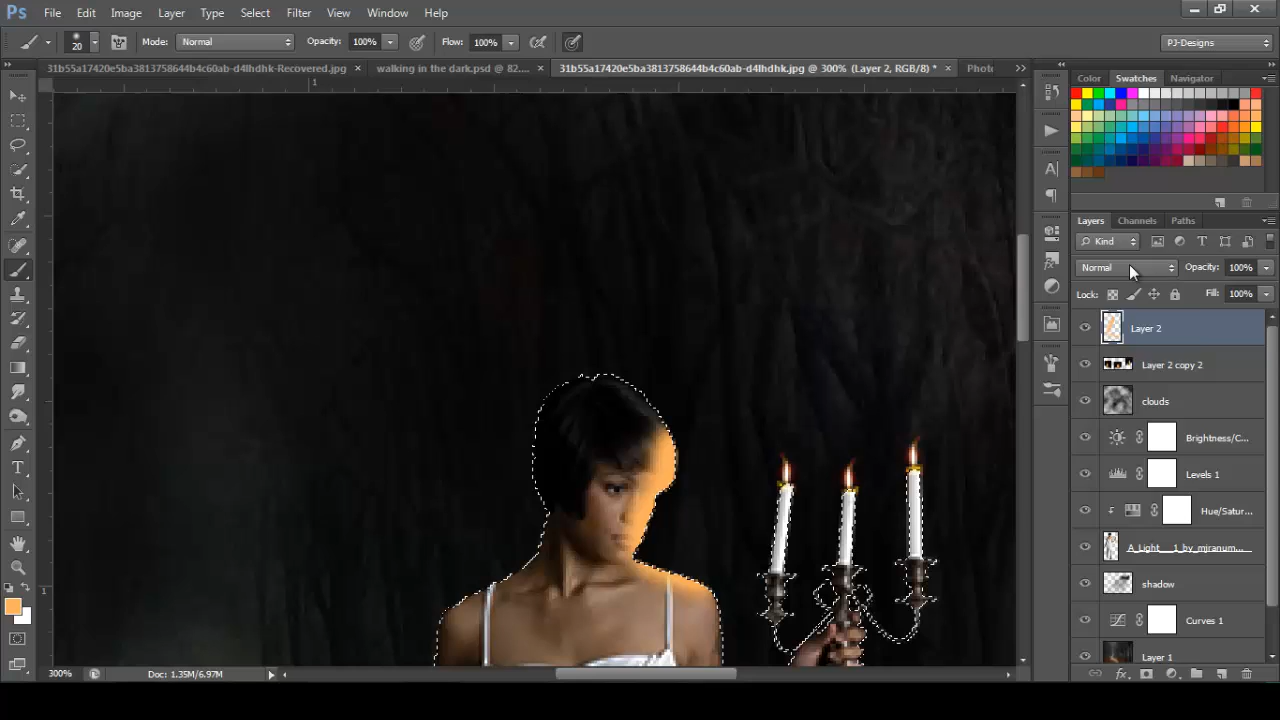 Ps File Edit Image Layer Type Select Filter View Window Help
20 Mode: Normal Opacity: 100% Flow: 100% PJ-Designs
31b55a17420e5ba3813758644b4c60ab-d4lhdhk-Recovered.jpg × walking in the dark.psd @ 82.... × 31b55a17420e5ba3813758644b4c60ab-d4lhdhk.jpg @ 300% (Layer 2, RGB/8) * × Photo
Color Swatches Navigator
1
Layers Channels Paths
Kind
Normal Opacity: 100%
Lock: Fill: 100%
Layer 2
Layer 2 copy 2
clouds
Brightness/C...
Levels 1
Hue/Satur...
A_Light___1_by_mjranum...
shadow
1
Curves 1
Layer 1
300% Doc: 1.35M/6.97M